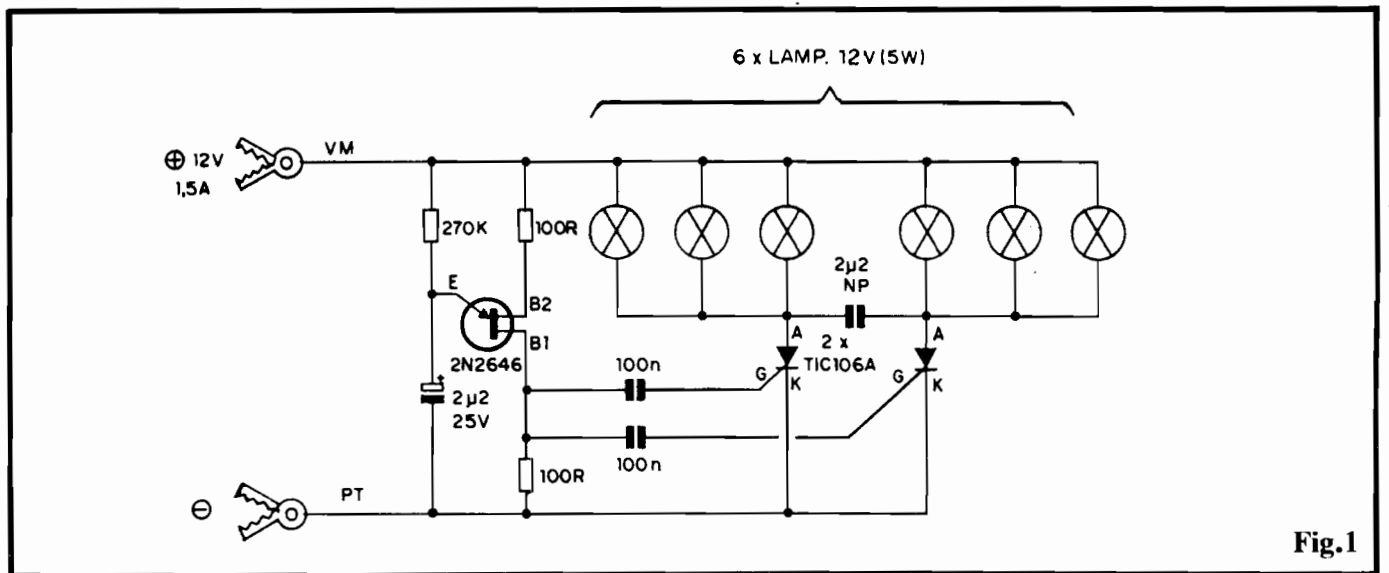 6 x LAMP. 12V (5W)
⊕ 12V
1,5A
VM
270K
100R
2µ2
NP
E
B2
B1
2N2646
A
2 x
TIC106A
A
100n
G
K
G
K
+
2µ2
25V
100n
100R
⊖
PT
Fig.1